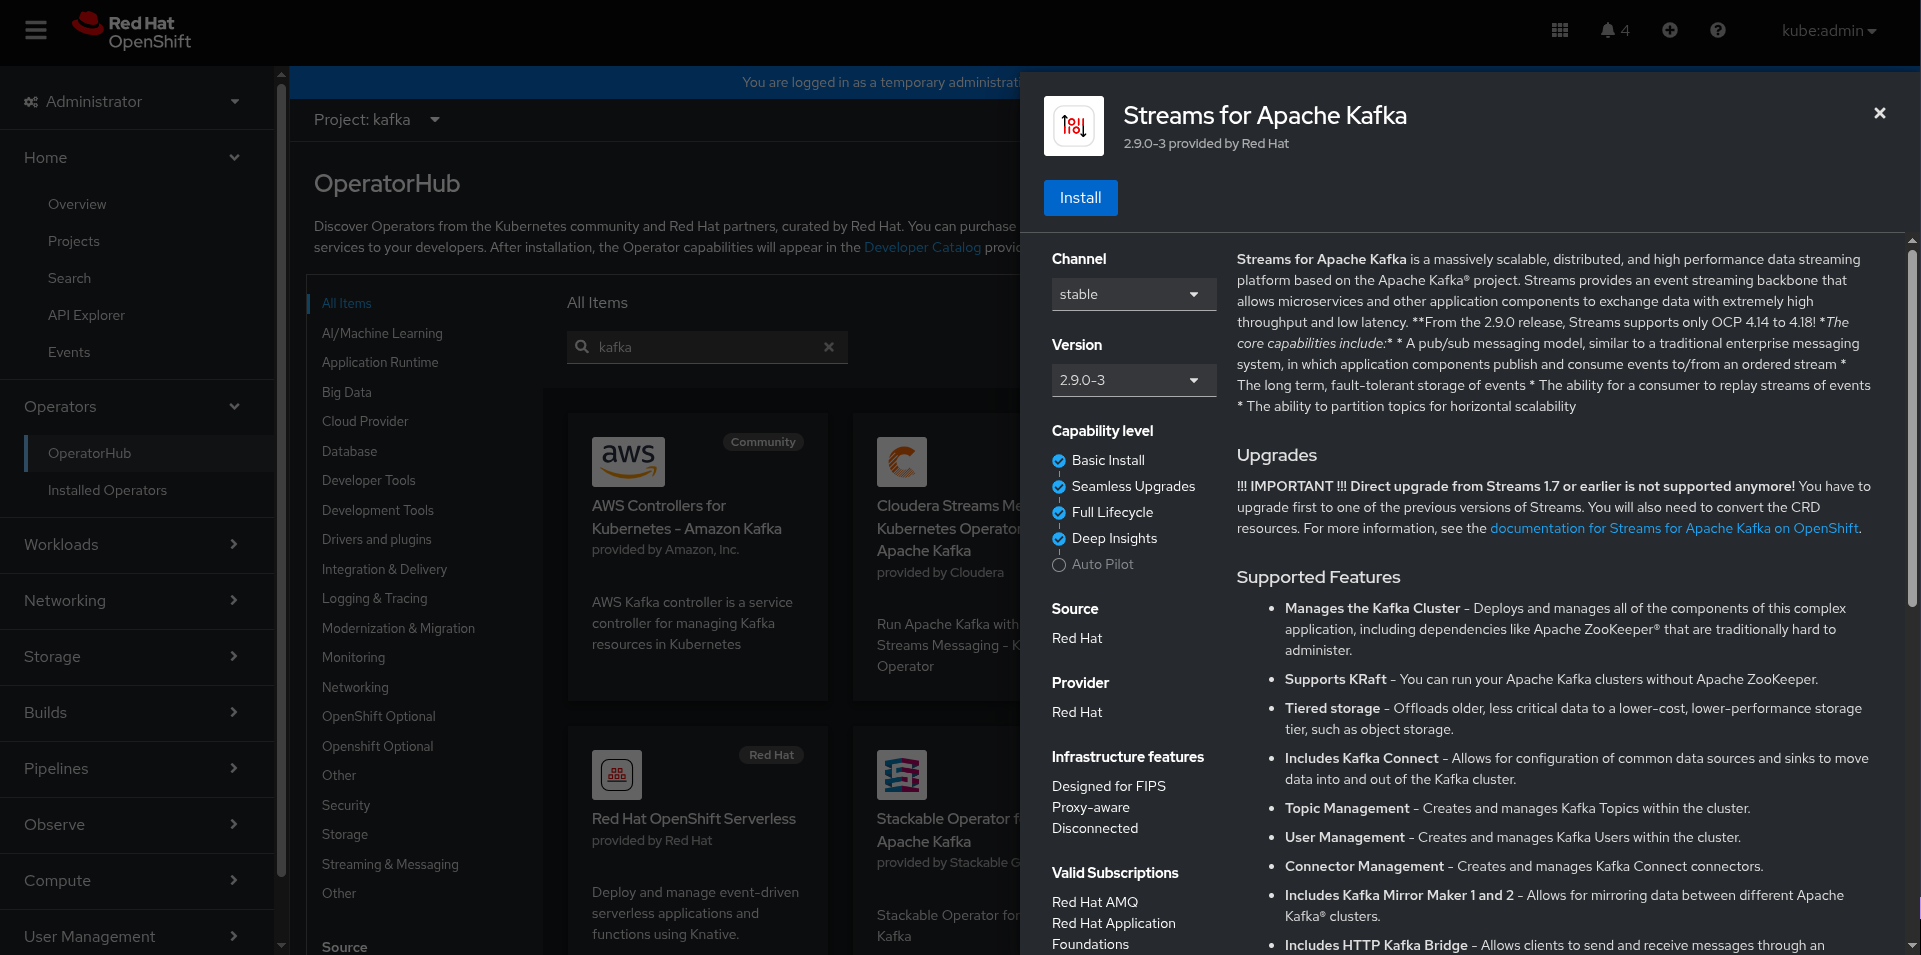 Red Hat
OpenShift
4
kube:admin
Administrator
Home
Overview
Projects
Search
API Explorer
Events
Operators
OperatorHub
Installed Operators
Workloads
Networking
Storage
Builds
Pipelines
Observe
Compute
User Management
You are logged in as a temporary administrat
Project: kafka
OperatorHub
Discover Operators from the Kubernetes community and Red Hat partners, curated by Red Hat. You can purchase
services to your developers. After installation, the Operator capabilities will appear in the Developer Catalog provid
All Items
AI/Machine Learning
Application Runtime
Big Data
Cloud Provider
Database
Developer Tools
Development Tools
Drivers and plugins
Integration & Delivery
Logging & Tracing
Modernization & Migration
Monitoring
Networking
OpenShift Optional
Openshift Optional
Other
Security
Storage
Streaming & Messaging
Other
Source
All Items
kafka
aws
Community
AWS Controllers for
Kubernetes - Amazon Kafka
provided by Amazon, Inc.
AWS Kafka controller is a service
controller for managing Kafka
resources in Kubernetes
Cloudera Streams Me
Kubernetes Operator
Apache Kafka
provided by Cloudera
Run Apache Kafka with
Streams Messaging - K
Operator
Red Hat
Red Hat OpenShift Serverless
provided by Red Hat
Deploy and manage event-driven
serverless applications and
functions using Knative.
Stackable Operator f
Apache Kafka
provided by Stackable G
Stackable Operator for
Kafka
Streams for Apache Kafka
2.9.0-3 provided by Red Hat
Install
Channel
stable
Version
2.9.0-3
Capability level
Basic Install
Seamless Upgrades
Full Lifecycle
Deep Insights
Auto Pilot
Source
Red Hat
Provider
Red Hat
Infrastructure features
Designed for FIPS
Proxy-aware
Disconnected
Valid Subscriptions
Red Hat AMQ
Red Hat Application
Foundations
Streams for Apache Kafka is a massively scalable, distributed, and high performance data streaming
platform based on the Apache Kafka® project. Streams provides an event streaming backbone that
allows microservices and other application components to exchange data with extremely high
throughput and low latency. **From the 2.9.0 release, Streams supports only OCP 4.14 to 4.18! *The
core capabilities include:* * A pub/sub messaging model, similar to a traditional enterprise messaging
system, in which application components publish and consume events to/from an ordered stream *
The long term, fault-tolerant storage of events * The ability for a consumer to replay streams of events
* The ability to partition topics for horizontal scalability
Upgrades
!!! IMPORTANT !!! Direct upgrade from Streams 1.7 or earlier is not supported anymore! You have to
upgrade first to one of the previous versions of Streams. You will also need to convert the CRD
resources. For more information, see the documentation for Streams for Apache Kafka on OpenShift.
Supported Features
• Manages the Kafka Cluster - Deploys and manages all of the components of this complex
application, including dependencies like Apache ZooKeeper® that are traditionally hard to
administer.
• Supports KRaft - You can run your Apache Kafka clusters without Apache ZooKeeper.
• Tiered storage - Offloads older, less critical data to a lower-cost, lower-performance storage
tier, such as object storage.
• Includes Kafka Connect - Allows for configuration of common data sources and sinks to move
data into and out of the Kafka cluster.
• Topic Management - Creates and manages Kafka Topics within the cluster.
• User Management - Creates and manages Kafka Users within the cluster.
• Connector Management - Creates and manages Kafka Connect connectors.
• Includes Kafka Mirror Maker 1 and 2 - Allows for mirroring data between different Apache
Kafka® clusters.
• Includes HTTP Kafka Bridge - Allows clients to send and receive messages through an